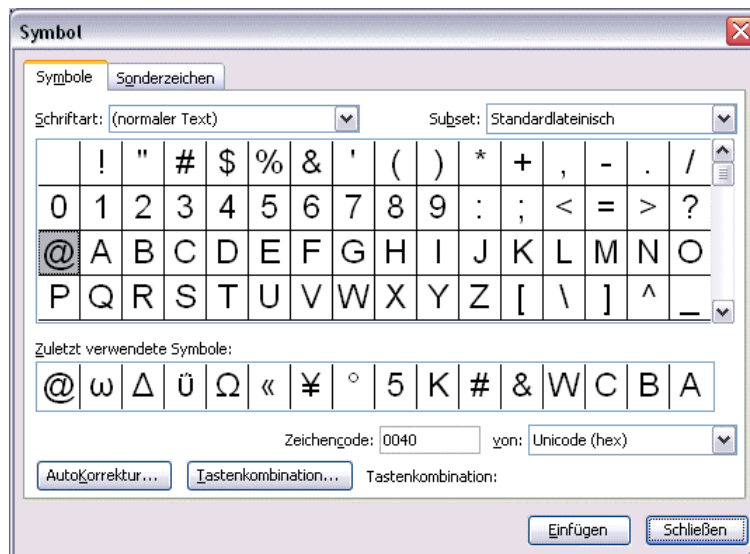 Symbol
Symbole Sonderzeichen
Schriftart: (normaler Text) Subset: Standardlateinisch
! " # $ % & ' ( ) * + , - . /
0 1 2 3 4 5 6 7 8 9 : ; < = > ?
@ A B C D E F G H I J K L M N O
P Q R S T U V W X Y Z [ \ ] ^ _
Zuletzt verwendete Symbole:
@ ω Δ ü Ω « ¥ ° 5 K # & W C B A
Zeichencode: 0040 von: Unicode (hex)
AutoKorrektur... Tastenkombination... Tastenkombination:
Einfügen Schließen